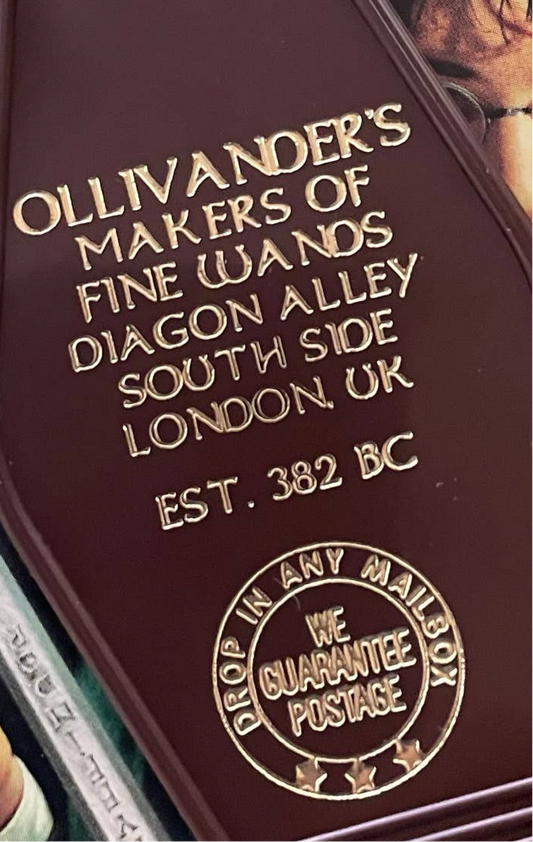 OLLIVANDER'S
MAKERS OF
FINE WANDS
DIAGON ALLEY
SOUTH SIDE
LONDON, UK
EST. 382 BC
DROP IN ANY MAILBOX
WE
GUARANTEE
POSTAGE